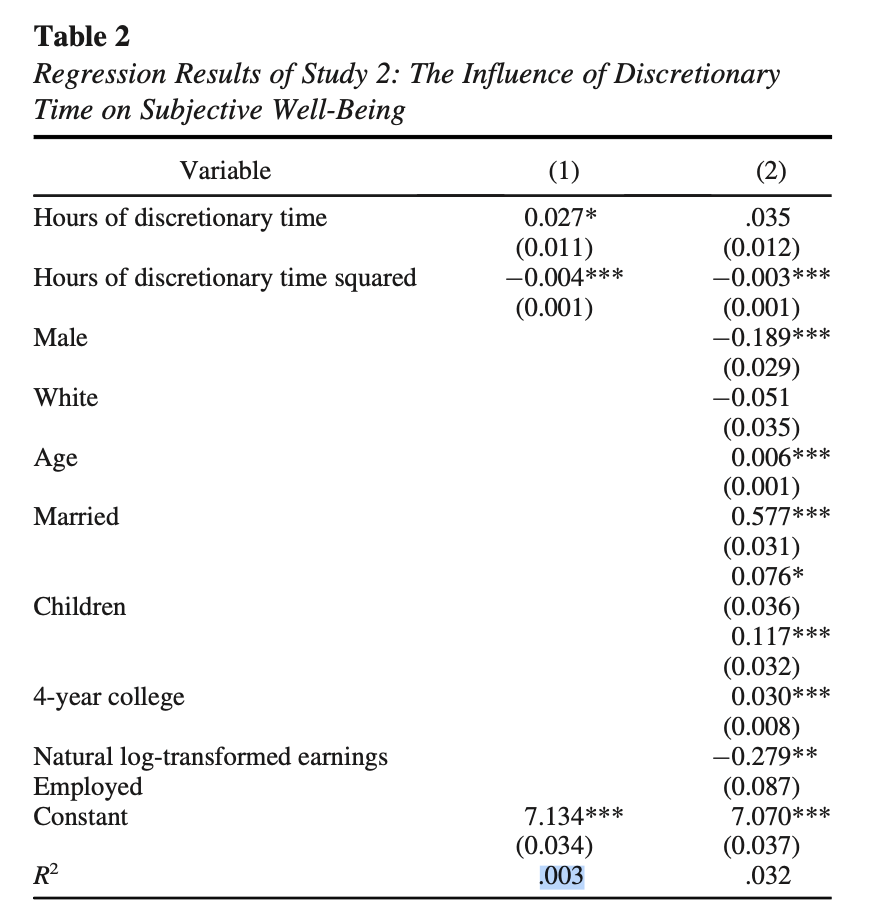 Table 2
Regression Results of Study 2: The Influence of Discretionary
Time on Subjective Well-Being
Variable (1) (2)
Hours of discretionary time 0.027* .035
(0.011) (0.012)
Hours of discretionary time squared −0.004*** −0.003***
(0.001) (0.001)
Male −0.189***
(0.029)
White −0.051
(0.035)
Age 0.006***
(0.001)
Married 0.577***
(0.031)
0.076*
Children (0.036)
0.117***
(0.032)
4-year college 0.030***
(0.008)
Natural log-transformed earnings −0.279**
Employed (0.087)
Constant 7.134*** 7.070***
(0.034) (0.037)
R² .003 .032